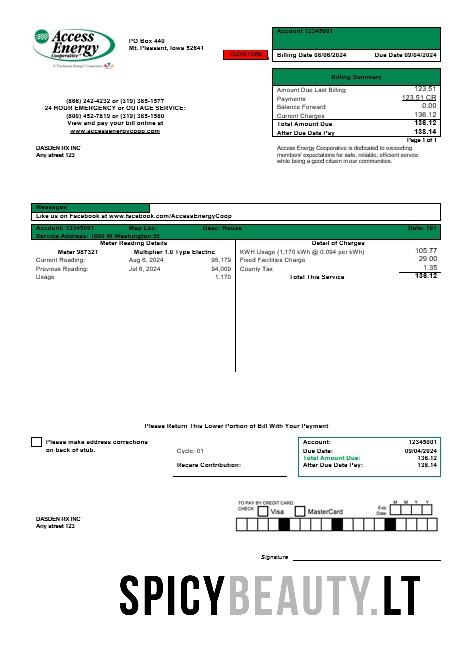 Access
Energy
Cooperative
A Touchstone Energy Cooperative
PO Box 440
Mt. Pleasant, Iowa 52641
CLEAR FORM
Account 12345001
Billing Date 08/06/2024 Due Date 09/04/2024
Billing Summary
Amount Due Last Billing 123.51
Payments 123.51 CR
Balance Forward 0.00
Current Charges 136.12
Total Amount Due 136.12
After Due Date Pay 138.14
Page 1 of 1
(866) 242-4232 or (319) 385-1577
24 HOUR EMERGENCY or OUTAGE SERVICE:
(800) 452-7819 or (319) 385-1580
View and pay your bill online at
www.accessenergycoop.com
DASDEN RX INC
Any street 123
Access Energy Cooperative is dedicated to exceeding
members' expectations for safe, reliable, efficient service
while being a good citizen in our communities.
Messages
Like us on Facebook at www.facebook.com/AccessEnergyCoop
Account: 12345001 Map Loc: Desc: House Rate: 101
Service Address: 1800 W Washington St
Meter Reading Details
Meter 987321 Multiplier 1.0 Type Electric
Current Reading: Aug 6, 2024 95,179
Previous Reading: Jul 6, 2024 94,009
Usage 1,170
Detail of Charges
KWH Usage (1,170 kWh @ 0.094 per kWh) 105.77
Fixed Facilities Charge 29.00
County Tax 1.35
Total This Service 136.12
Please Return This Lower Portion of Bill With Your Payment
Please make address corrections
on back of stub.
Cycle: 01
Recare Contribution:
Account: 12345001
Due Date: 09/04/2024
Total Amount Due: 136.12
After Due Date Pay: 138.14
DASDEN RX INC
Any street 123
TO PAY BY CREDIT CARD,
CHECK Visa MasterCard
Exp. Date: M M Y Y
Signature
SPICYBEAUTY.LT